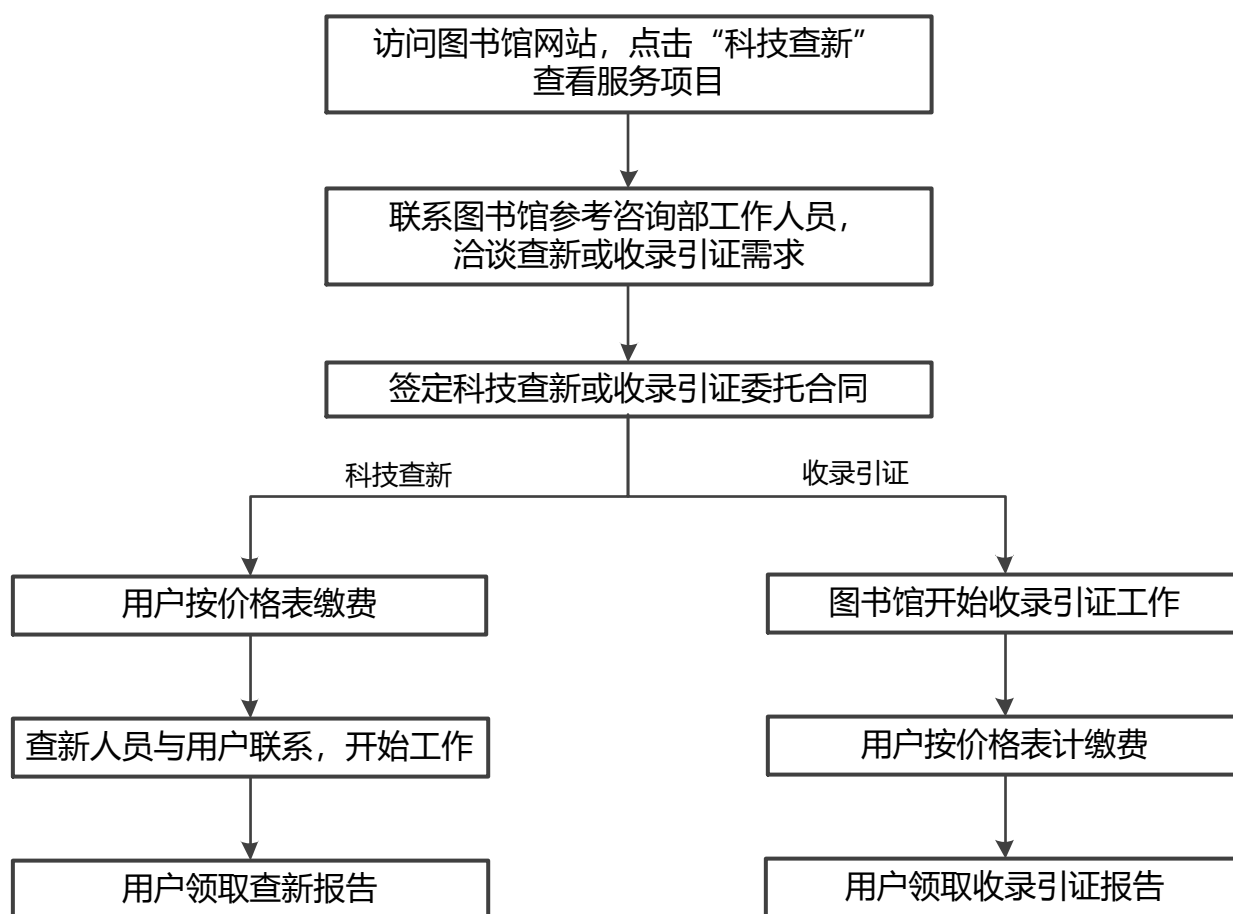 访问图书馆网站，点击“科技查新”
查看服务项目
联系图书馆参考咨询部工作人员，
洽谈查新或收录引证需求
签定科技查新或收录引证委托合同
科技查新
收录引证
用户按价格表缴费
图书馆开始收录引证工作
查新人员与用户联系，开始工作
用户按价格表计缴费
用户领取查新报告
用户领取收录引证报告